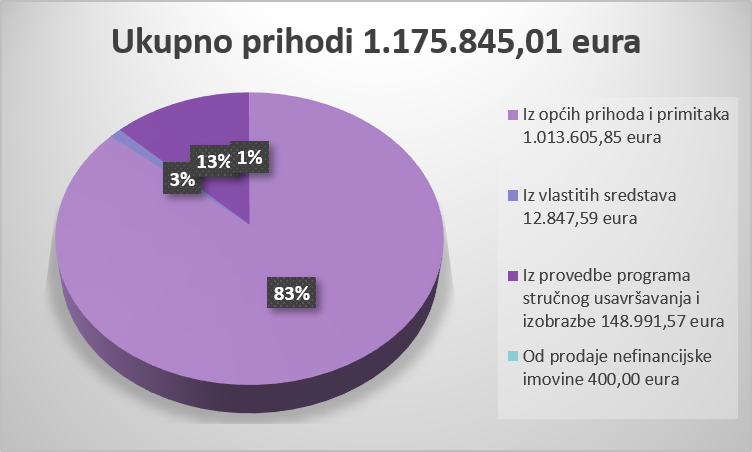 Ukupno prihodi 1.175.845,01 eura
13%
1%
3%
83%
Iz općih prihoda i primitaka
1.013.605,85 eura
Iz vlastitih sredstava
12.847,59 eura
Iz provedbe programa
stručnog usavršavanja i
izobrazbe 148.991,57 eura
Od prodaje nefinancijske
imovine 400,00 eura